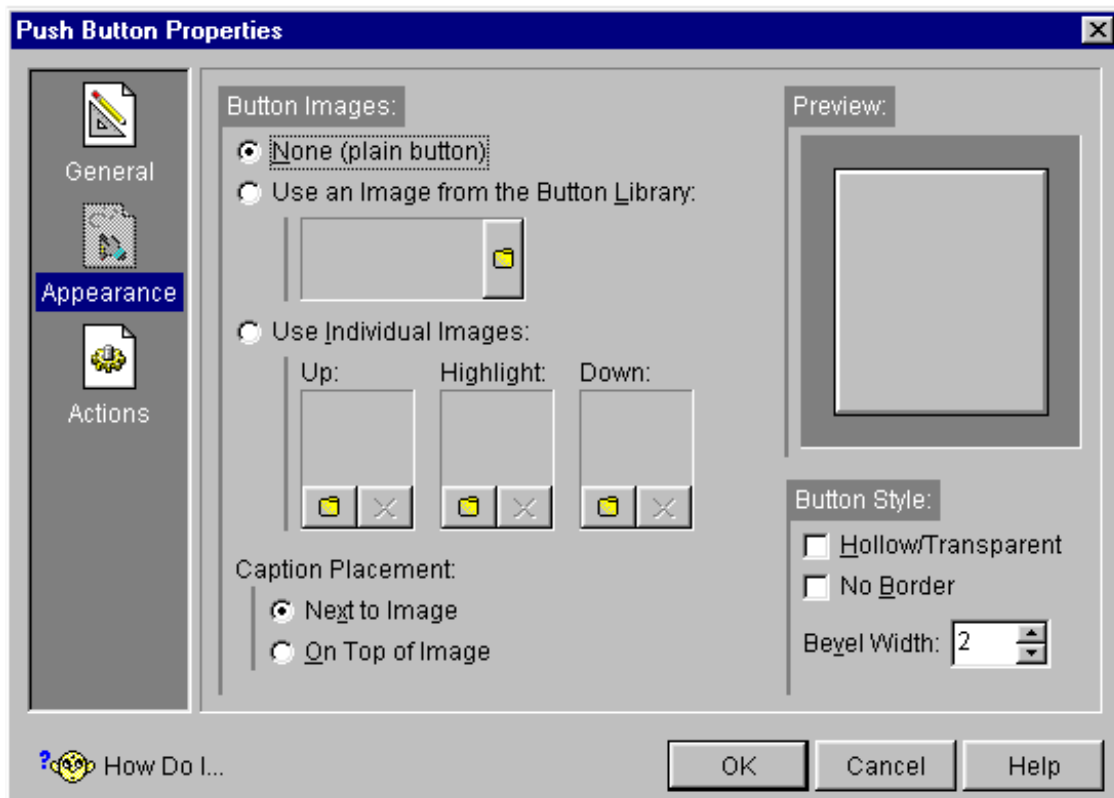 Push Button Properties
General
Appearance
Actions
Button Images:
None (plain button)
Use an Image from the Button Library:
Use Individual Images:
Up: Highlight: Down:
Caption Placement:
Next to Image
On Top of Image
Preview:
Button Style:
Hollow/Transparent
No Border
Bevel Width: 2
? How Do I...
OK Cancel Help